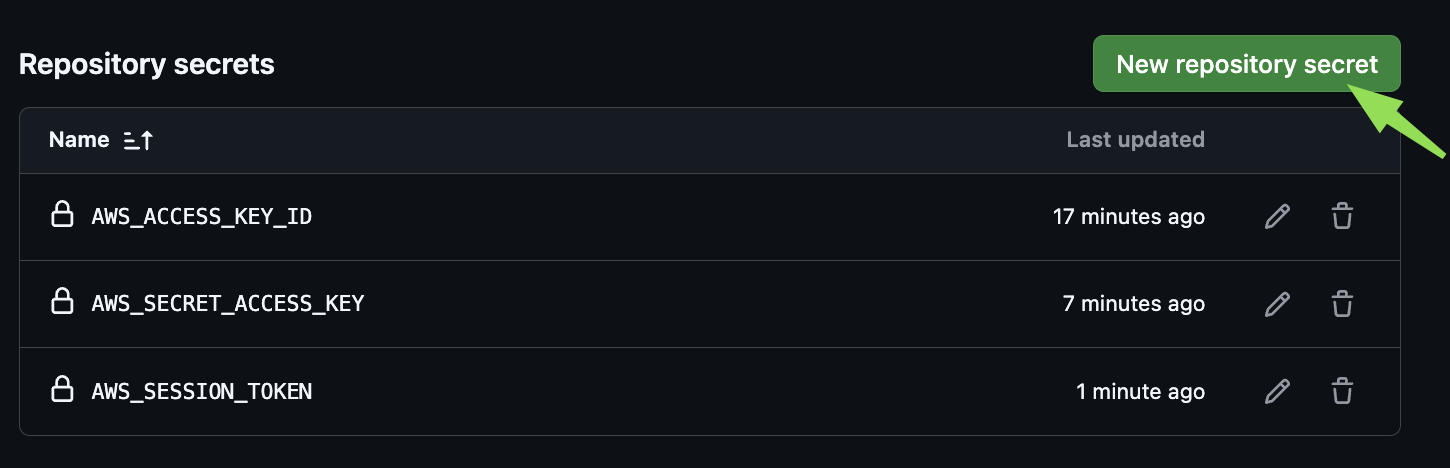 Repository secrets
New repository secret
Name
Last updated
AWS_ACCESS_KEY_ID
17 minutes ago
AWS_SECRET_ACCESS_KEY
7 minutes ago
AWS_SESSION_TOKEN
1 minute ago